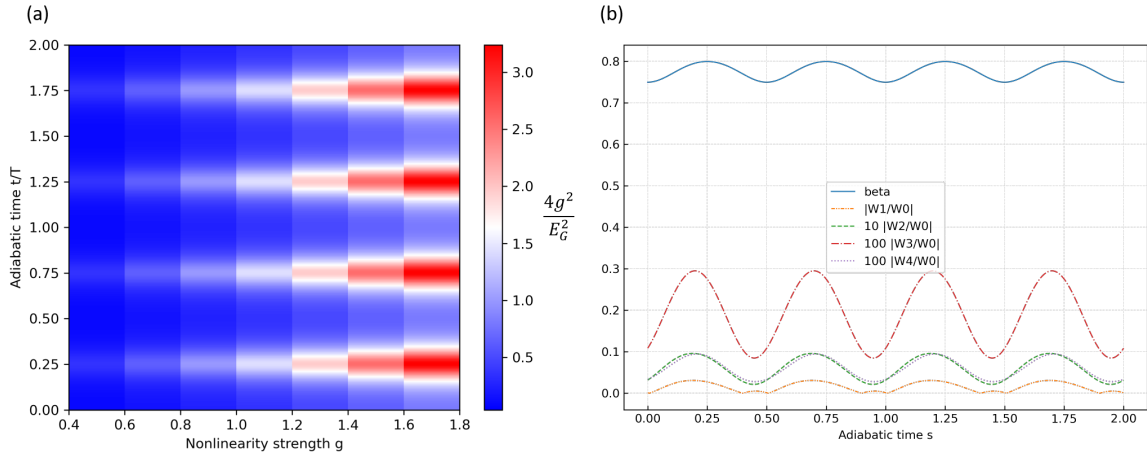 (a)
2.00
1.75
1.50
1.25
1.00
0.75
0.50
0.25
0.00
Adiabatic time t/T
0.4 0.6 0.8 1.0 1.2 1.4 1.6 1.8
Nonlinearity strength g
3.0
2.5
2.0
1.5
1.0
0.5
4g²
E_G²
(b)
0.8
0.7
0.6
0.5
0.4
0.3
0.2
0.1
0.0
beta
|W1/W0|
10 |W2/W0|
100 |W3/W0|
100 |W4/W0|
0.00 0.25 0.50 0.75 1.00 1.25 1.50 1.75 2.00
Adiabatic time s